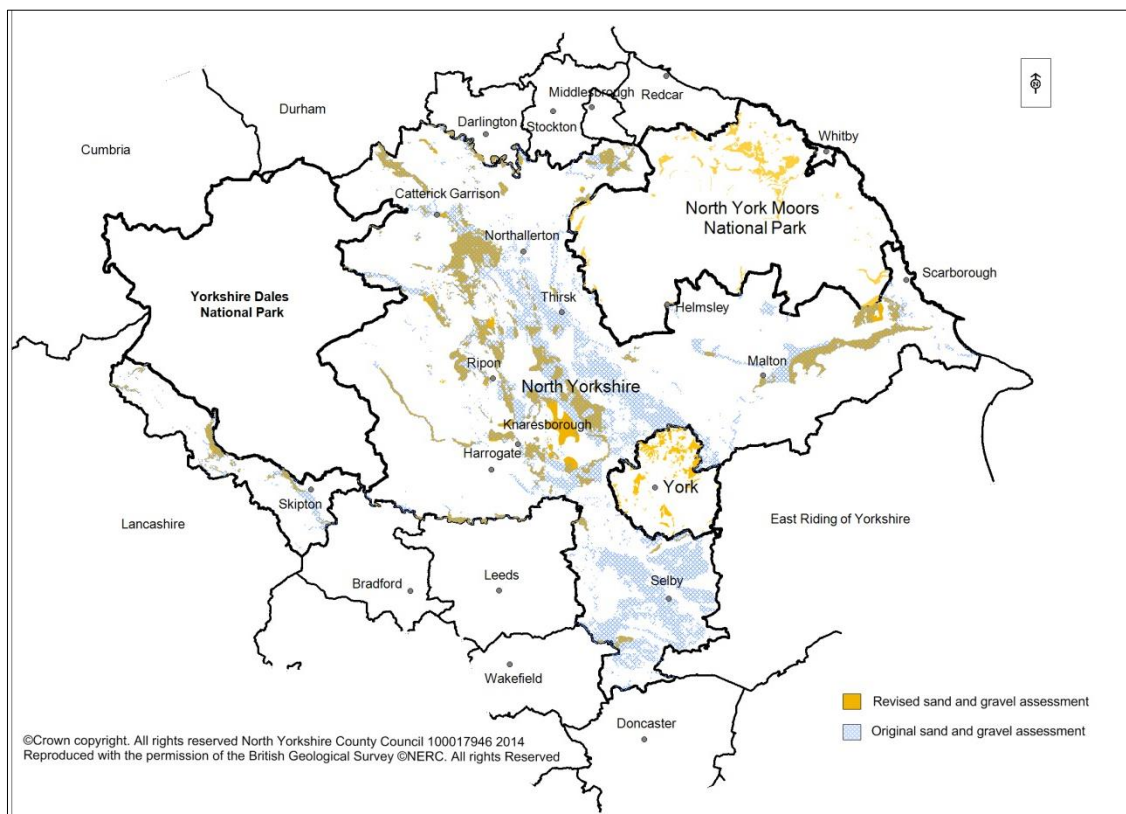 Middlesbrough
Redcar
Durham
Darlington
Stockton
Whitby
Cumbria
Catterick Garrison
North York Moors
National Park
Northallerton
Scarborough
Yorkshire Dales
National Park
Thirsk
Helmsley
Malton
Ripon
North Yorkshire
Knaresborough
Harrogate
York
Skipton
Lancashire
East Riding of Yorkshire
Bradford
Leeds
Selby
Wakefield
Revised sand and gravel assessment
Doncaster
Original sand and gravel assessment
©Crown copyright. All rights reserved North Yorkshire County Council 100017946 2014
Reproduced with the permission of the British Geological Survey ©NERC. All rights Reserved
N